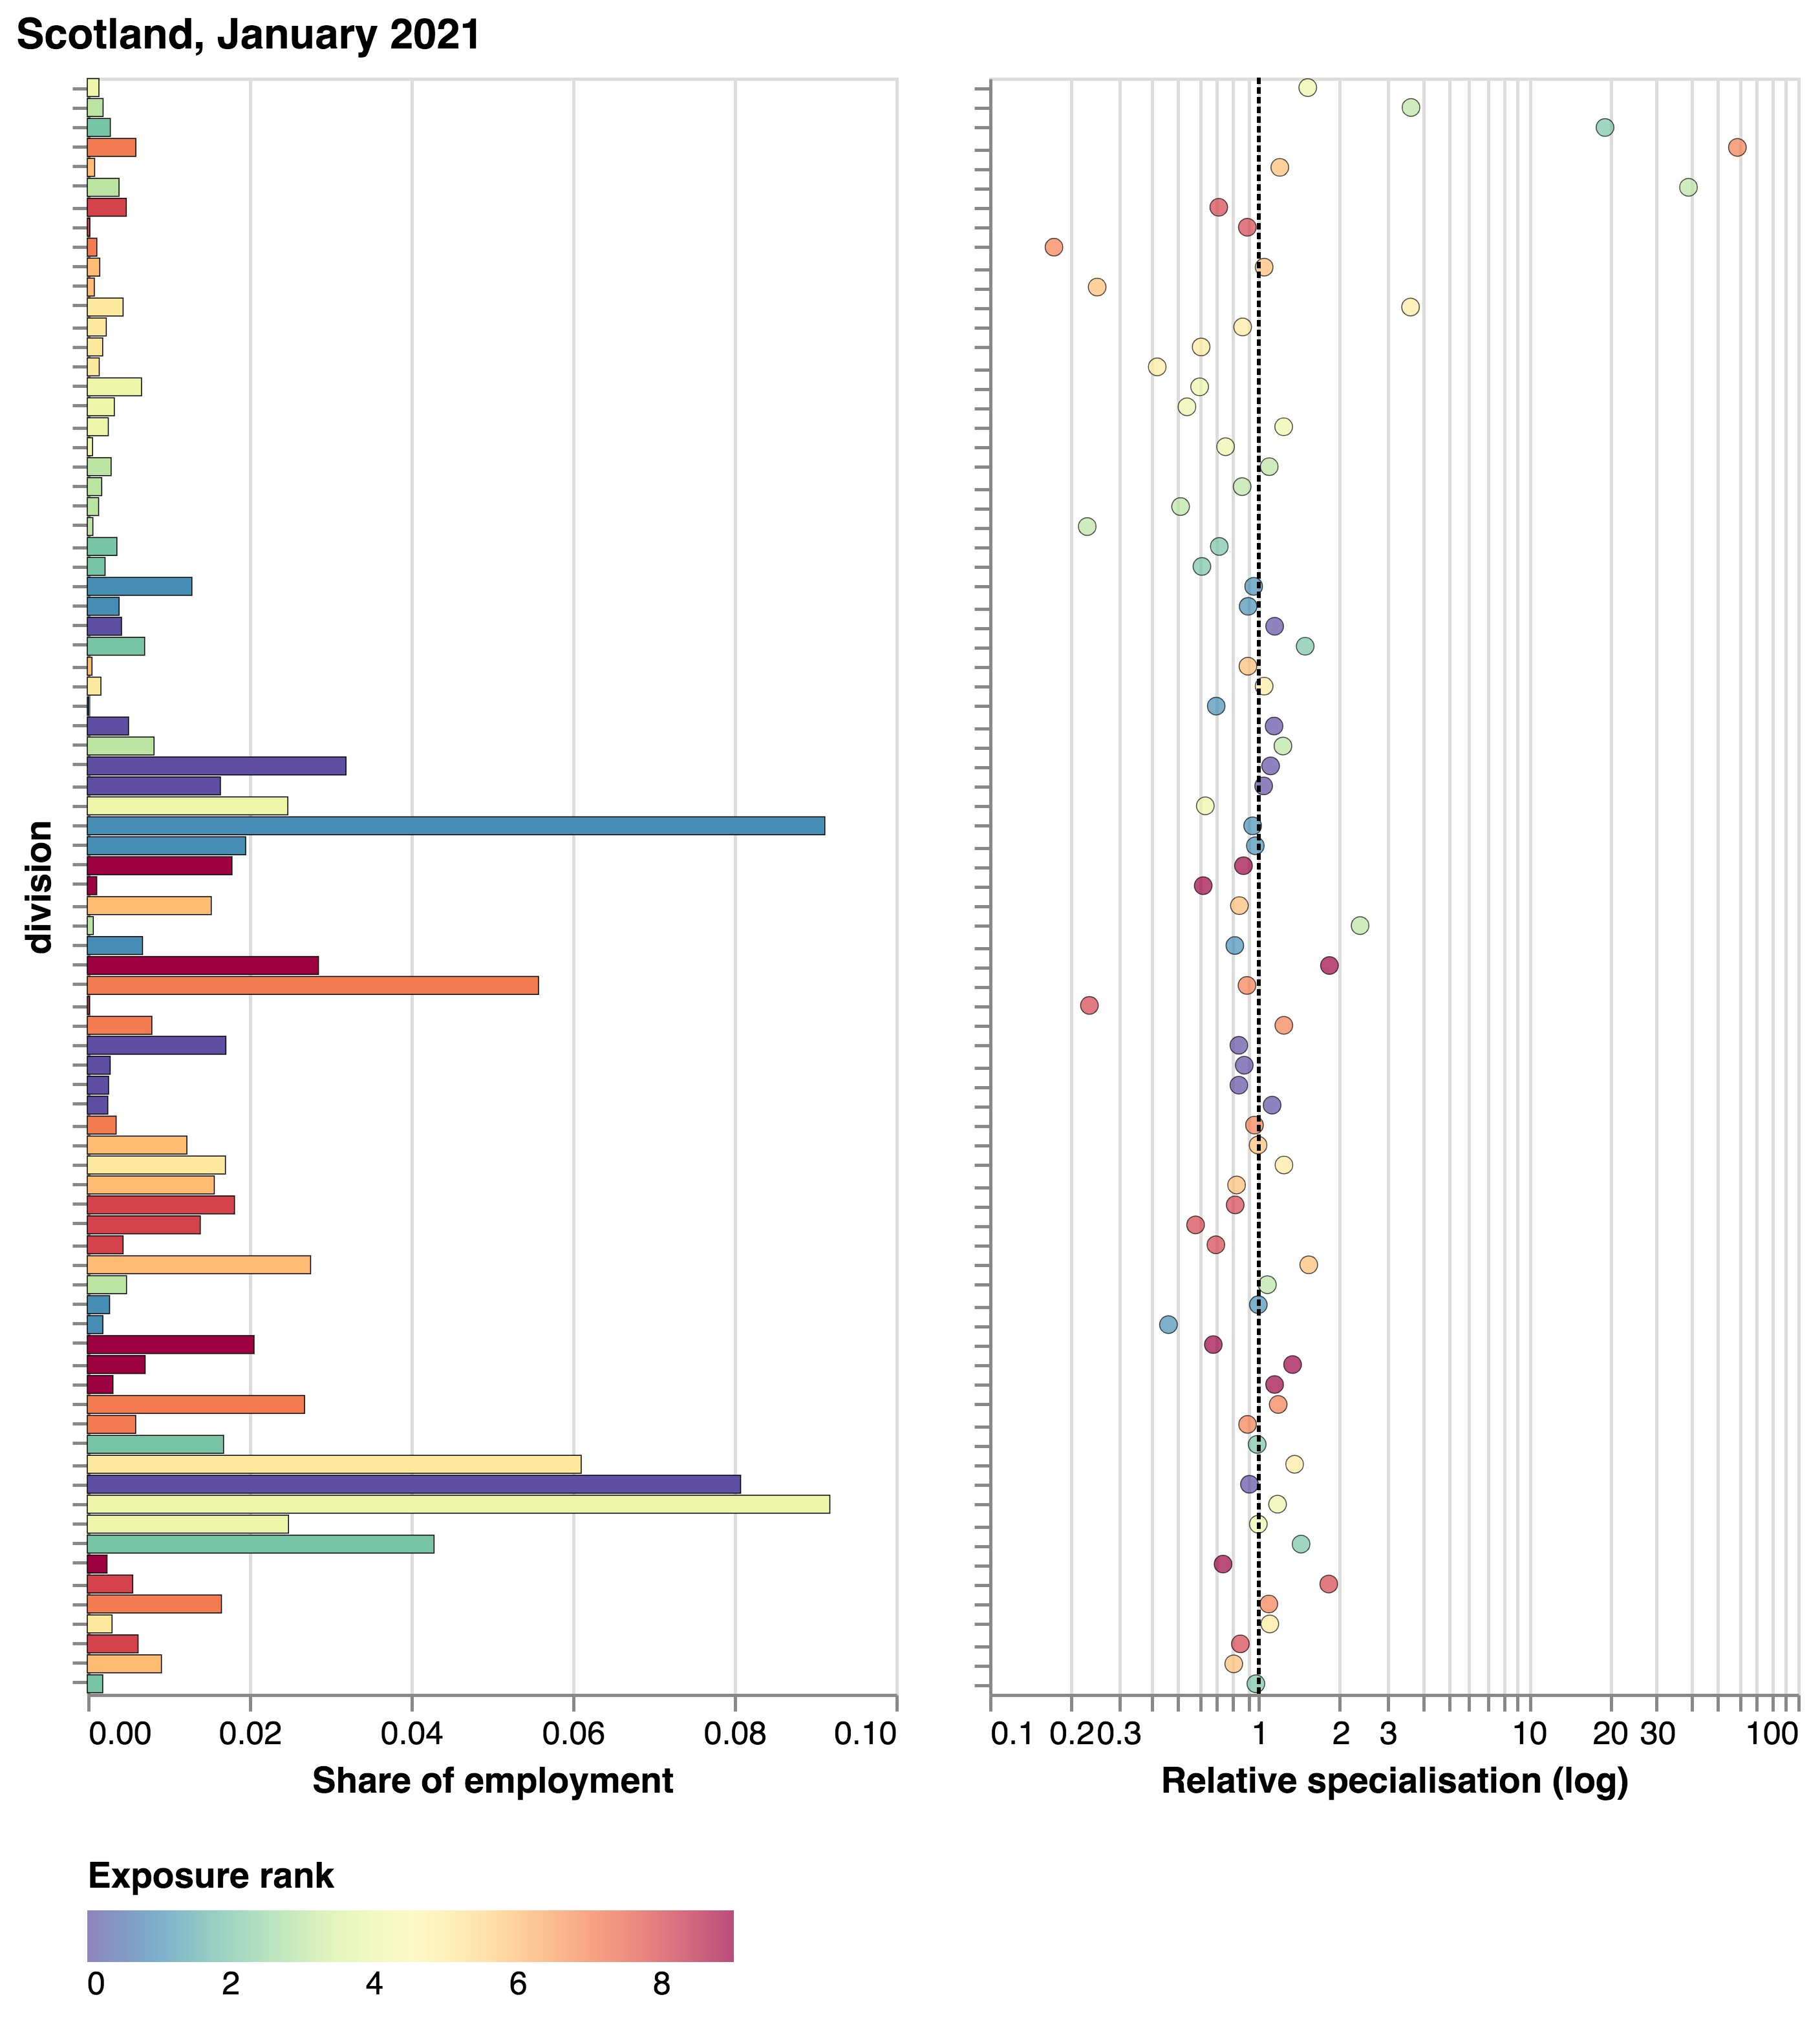 Scotland, January 2021
division
0.00 0.02 0.04 0.06 0.08 0.10
Share of employment
0.1 0.2 0.3 1 2 3 10 20 30 100
Relative specialisation (log)
Exposure rank
0 2 4 6 8